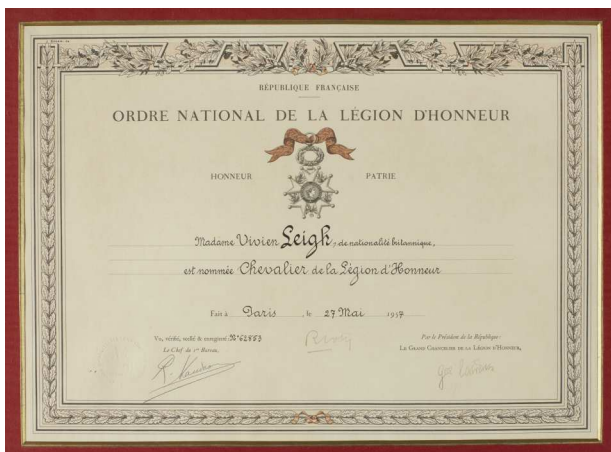 RÉPUBLIQUE FRANÇAISE
ORDRE NATIONAL DE LA LÉGION D'HONNEUR
HONNEUR PATRIE
Madame Vivien Leigh, de nationalité britannique,
est nommée Chevalier de la Légion d'Honneur
Fait à Paris, le 27 Mai 1957
Vu, vérifié, scellé & enregistré N°62853
Le Chef du 1er Bureau,
Par le Président de la République:
Le Grand Chancelier de la Légion d'Honneur,